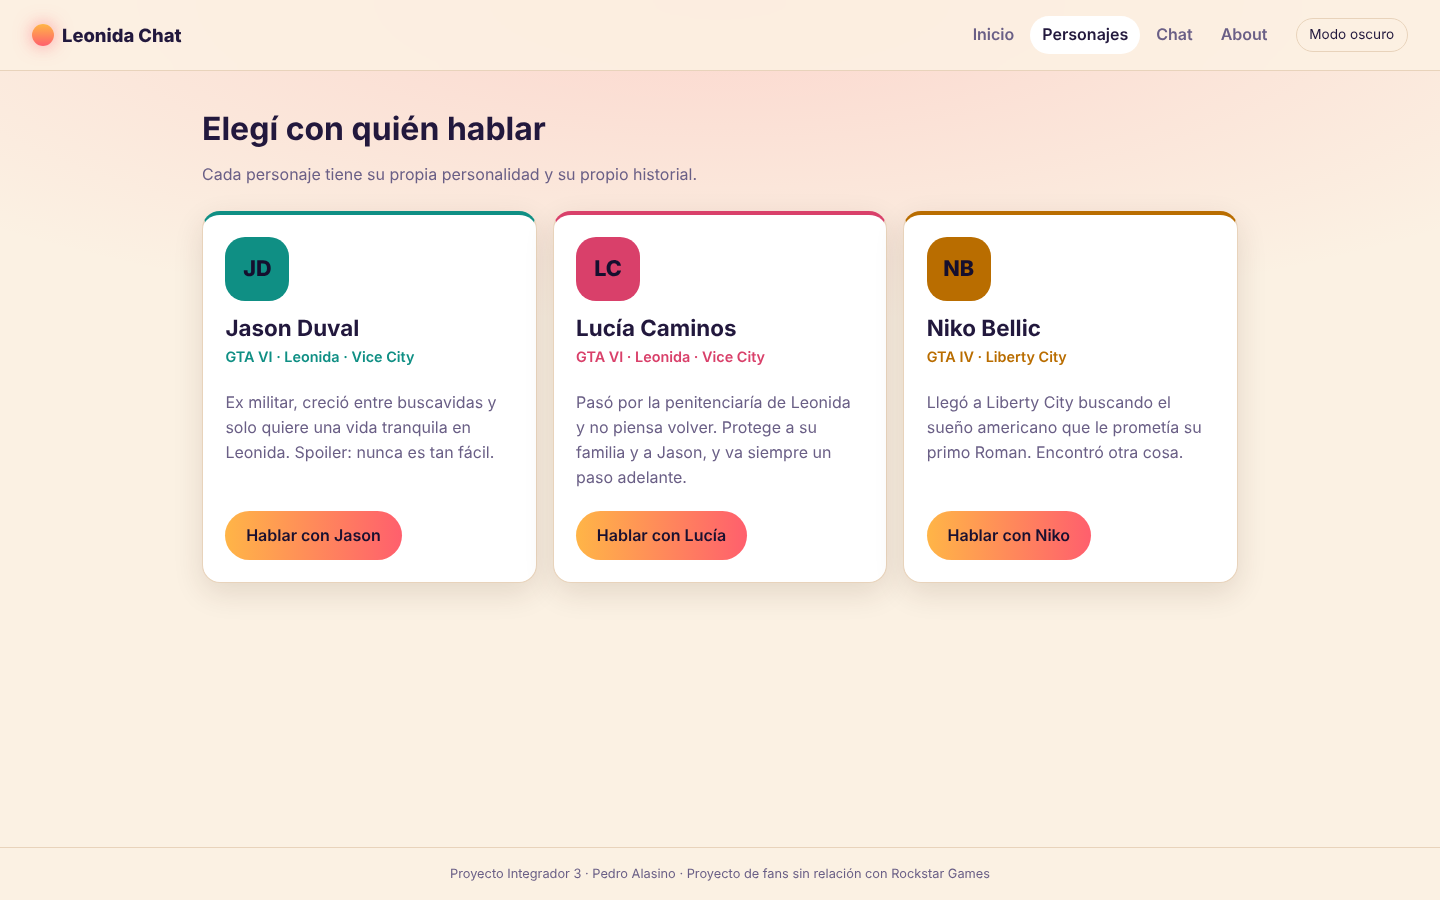 Leonida Chat
Inicio
Personajes
Chat
About
Modo oscuro
Elegí con quién hablar
Cada personaje tiene su propia personalidad y su propio historial.
JD
Jason Duval
GTA VI · Leonida · Vice City
Ex militar, creció entre buscavidas y
solo quiere una vida tranquila en
Leonida. Spoiler: nunca es tan fácil.
Hablar con Jason
LC
Lucía Caminos
GTA VI · Leonida · Vice City
Pasó por la penitenciaría de Leonida
y no piensa volver. Protege a su
familia y a Jason, y va siempre un
paso adelante.
Hablar con Lucía
NB
Niko Bellic
GTA IV · Liberty City
Llegó a Liberty City buscando el
sueño americano que le prometía su
primo Roman. Encontró otra cosa.
Hablar con Niko
Proyecto Integrador 3 · Pedro Alasino · Proyecto de fans sin relación con Rockstar Games